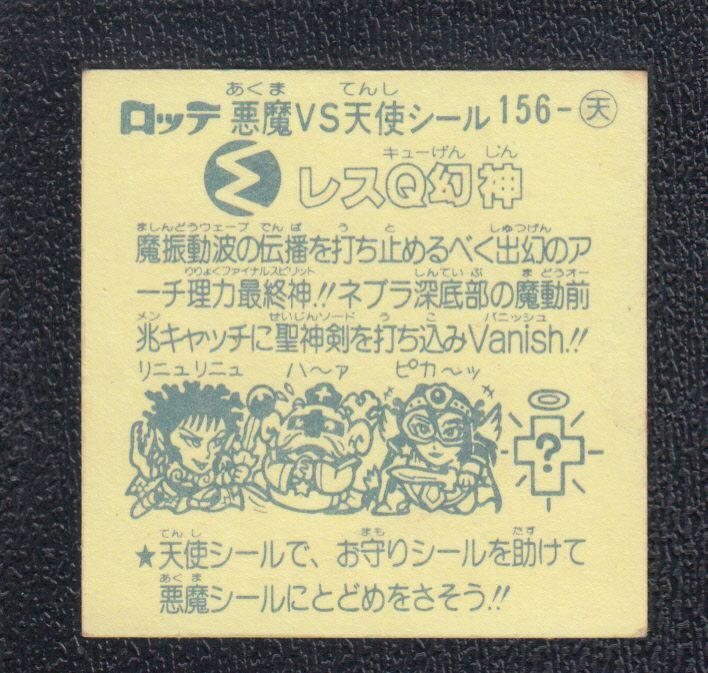 あくま てんし
ロッテ 悪魔VS天使シール 156-天
キューげん じん
レスQ幻神
ましんどうウェーブ でんぱ う と しゅつげん
魔振動波の伝播を打ち止めるべく出幻のア
りりょくファイナルスピリット しんていぶ まどうオー
ーチ理力最終神!!ネブラ深底部の魔動前
メン せいじんソード う こ バニッシュ
兆キャッチに聖神剣を打ち込みVanish!!
リニュリニュ ハ〜ァ ピカ〜ッ
?
てんし まも たす
★天使シールで、お守りシールを助けて
あくま
悪魔シールにとどめをさそう!!